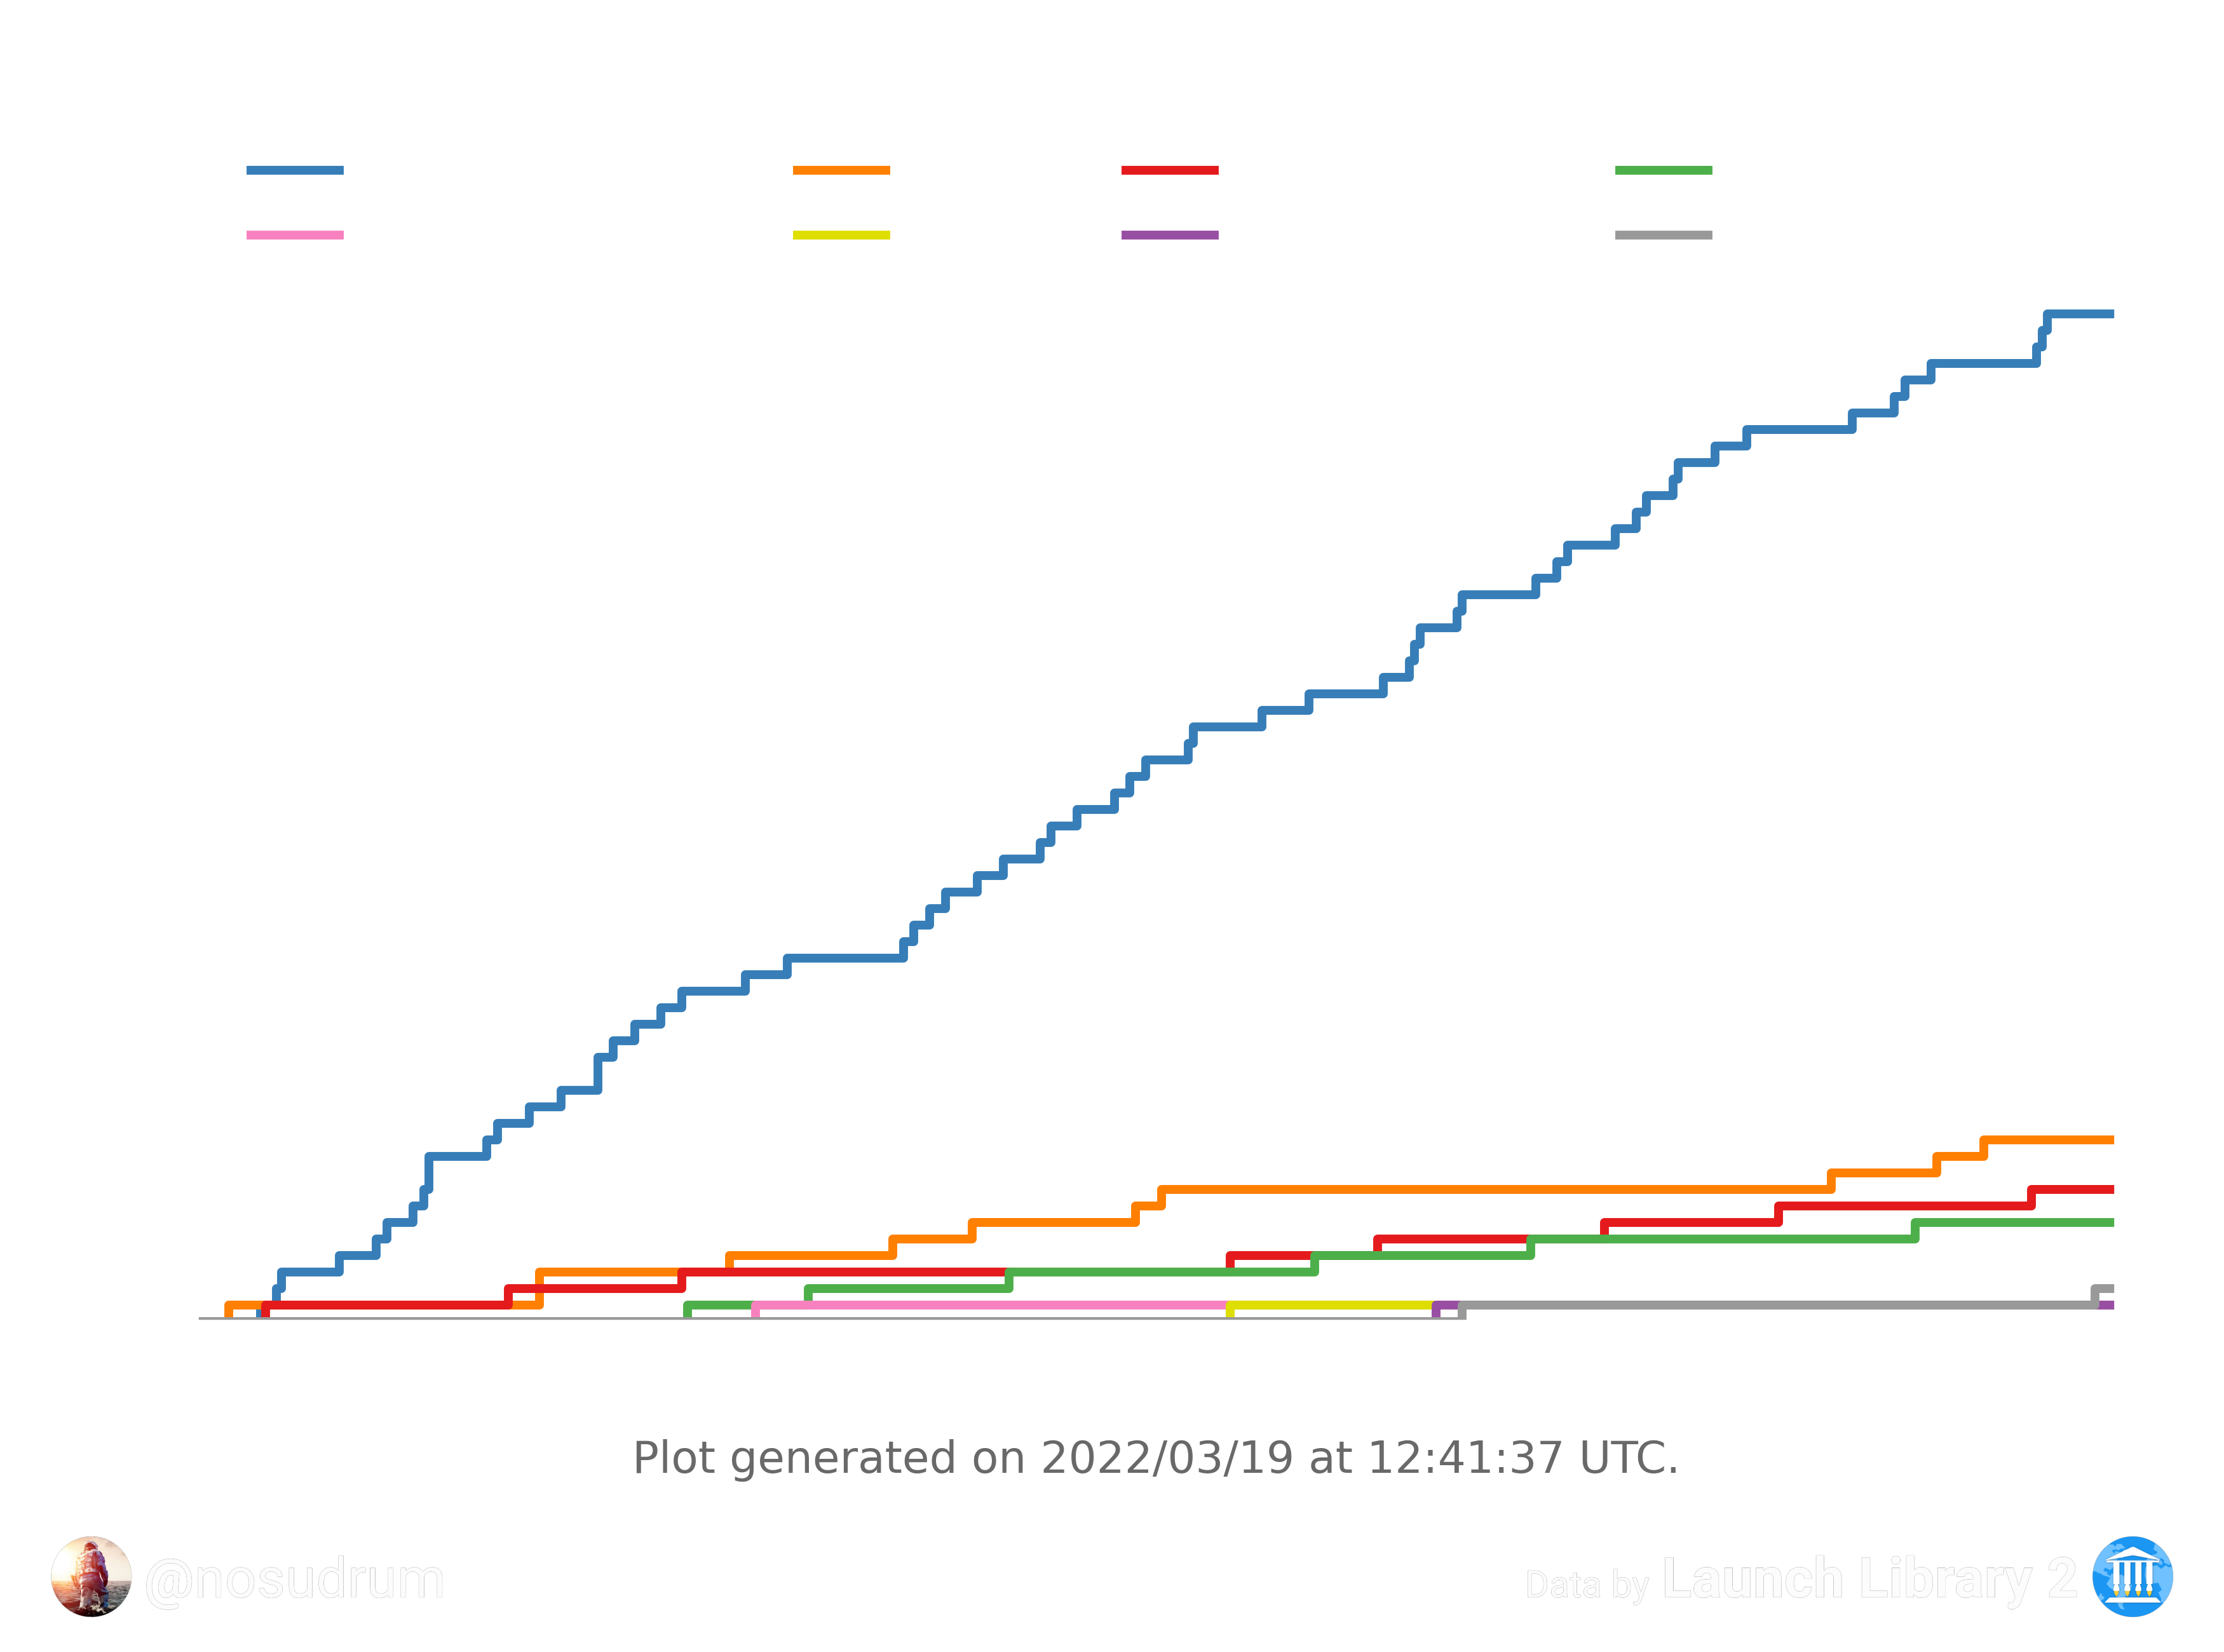 Plot generated on 2022/03/19 at 12:41:37 UTC.
@nosudrum
Data by Launch Library 2